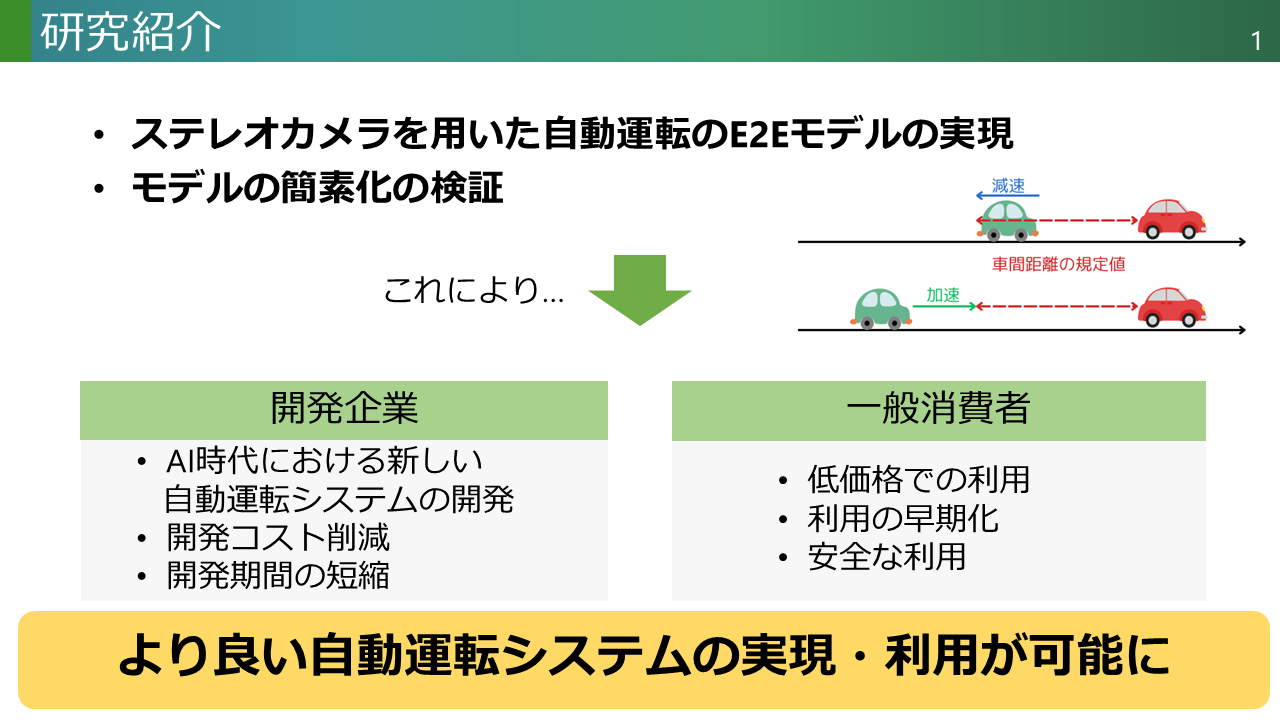 研究紹介
1
• ステレオカメラを用いた自動運転のE2Eモデルの実現
• モデルの簡素化の検証
減速
車間距離の規定値
加速
これにより…
開発企業
• AI時代における新しい
自動運転システムの開発
• 開発コスト削減
• 開発期間の短縮
一般消費者
• 低価格での利用
• 利用の早期化
• 安全な利用
より良い自動運転システムの実現・利用が可能に